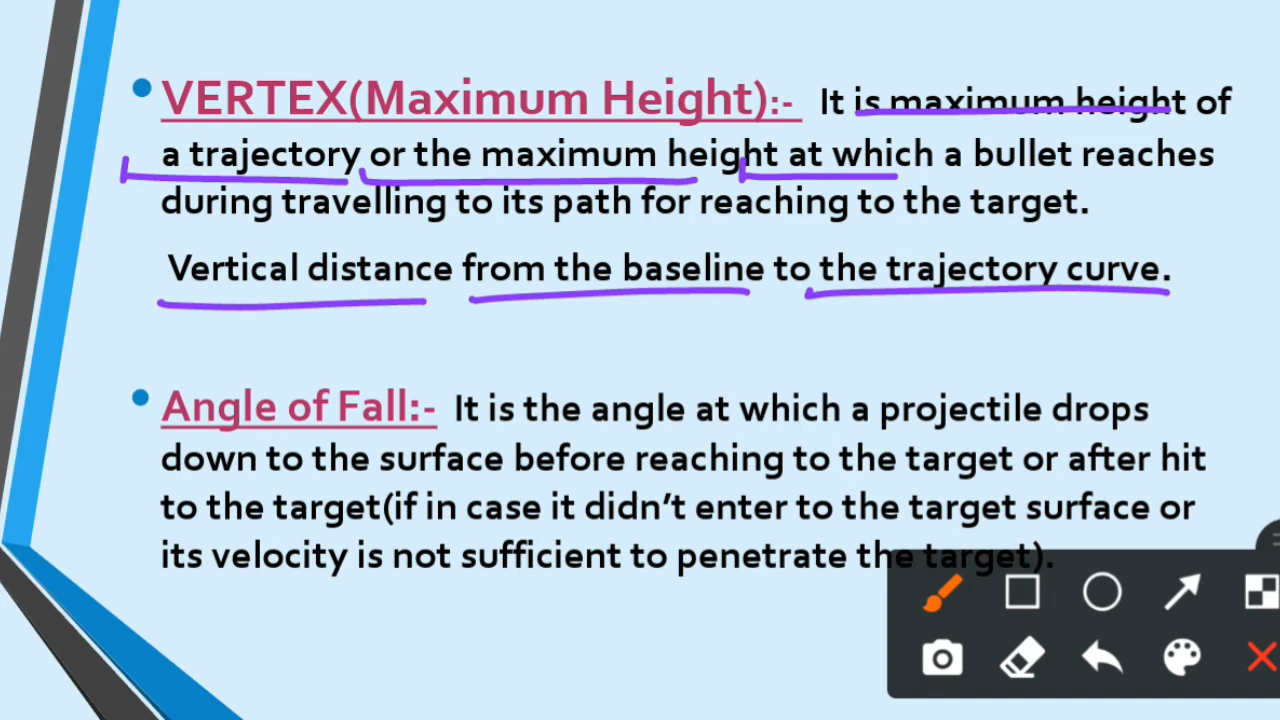 VERTEX(Maximum Height):- It is maximum height of
a trajectory or the maximum height at which a bullet reaches
during travelling to its path for reaching to the target.
Vertical distance from the baseline to the trajectory curve.
Angle of Fall:- It is the angle at which a projectile drops
down to the surface before reaching to the target or after hit
to the target(if in case it didn’t enter to the target surface or
its velocity is not sufficient to penetrate the target).